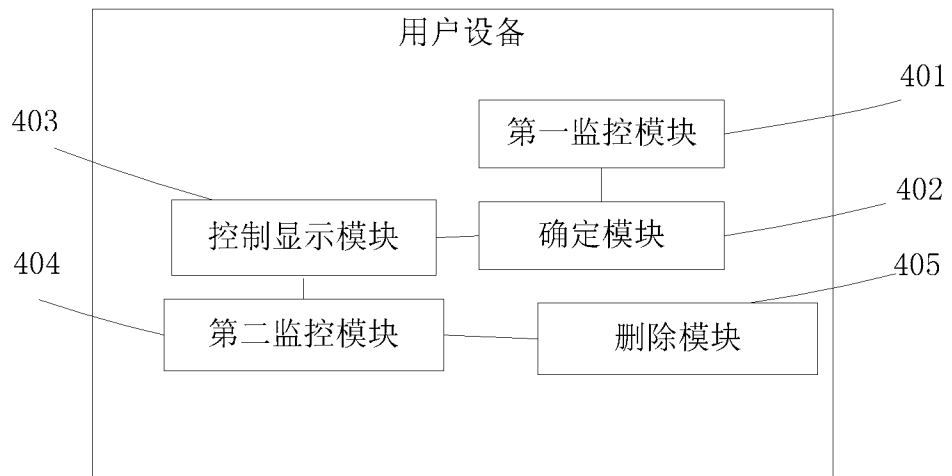 用户设备
401
403
第一监控模块
402
控制显示模块
确定模块
404
405
第二监控模块
删除模块